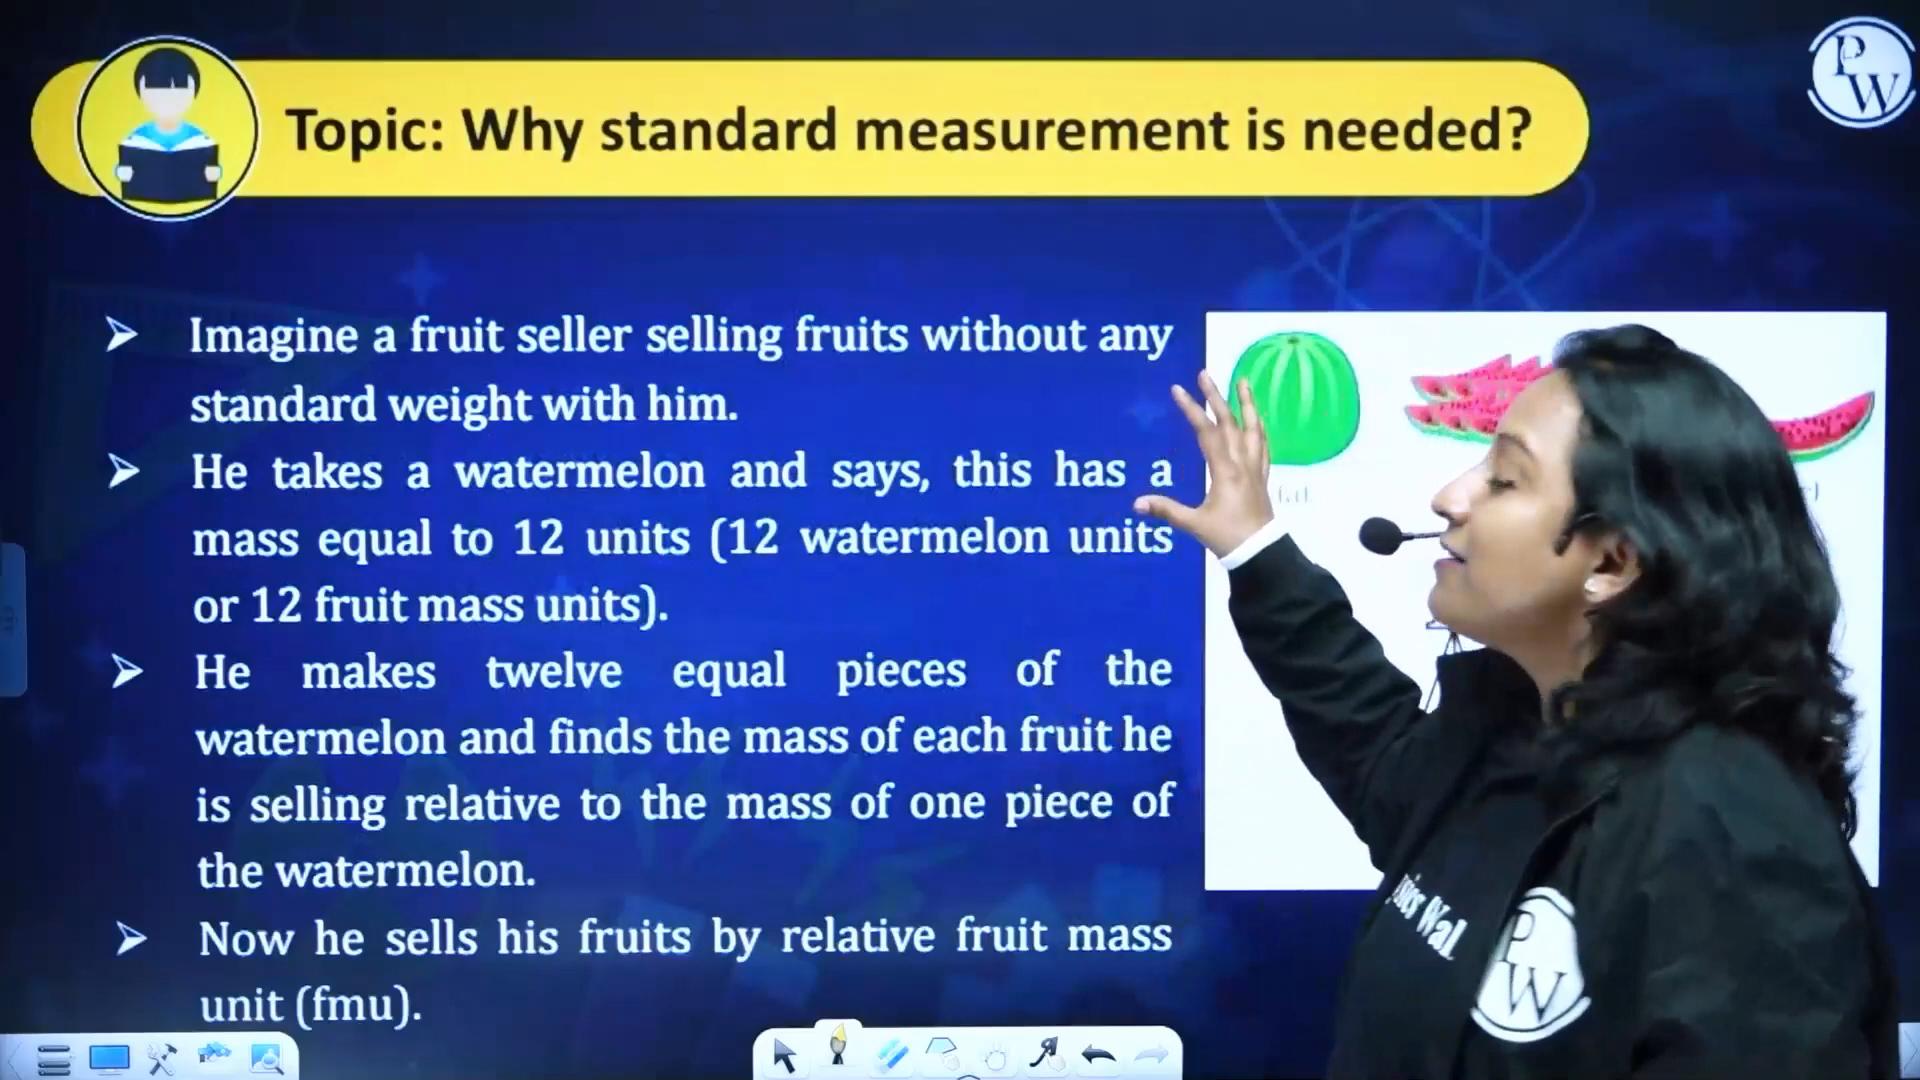 Topic: Why standard measurement is needed?
PW
Imagine a fruit seller selling fruits without any
standard weight with him.
He takes a watermelon and says, this has a
mass equal to 12 units (12 watermelon units
or 12 fruit mass units).
He makes twelve equal pieces of the
watermelon and finds the mass of each fruit he
is selling relative to the mass of one piece of
the watermelon.
Now he sells his fruits by relative fruit mass
unit (fmu).
PW